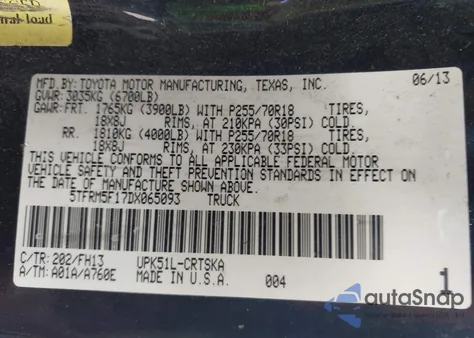 nal load
MFD.BY:TOYOTA MOTOR MANUFACTURING, TEXAS, INC. 06/13
GVWR:3035KG (6700LB)
GAWR:FRT. 1765KG (3900LB) WITH P255/70R18 TIRES,
18X8J RIMS, AT 210KPA (30PSI) COLD.
RR. 1810KG (4000LB) WITH P255/70R18 TIRES,
18X8J RIMS, AT 230KPA (33PSI) COLD.
THIS VEHICLE CONFORMS TO ALL APPLICABLE FEDERAL MOTOR
VEHICLE SAFETY AND THEFT PREVENTION STANDARDS IN EFFECT ON
THE DATE OF MANUFACTURE SHOWN ABOVE.
5TFRM5F17DX065093 TRUCK
C/TR:202/FH13 UPK51L-CRTSKA
A/TM:A01A/A760E MADE IN U.S.A. 004 1
autoSnap